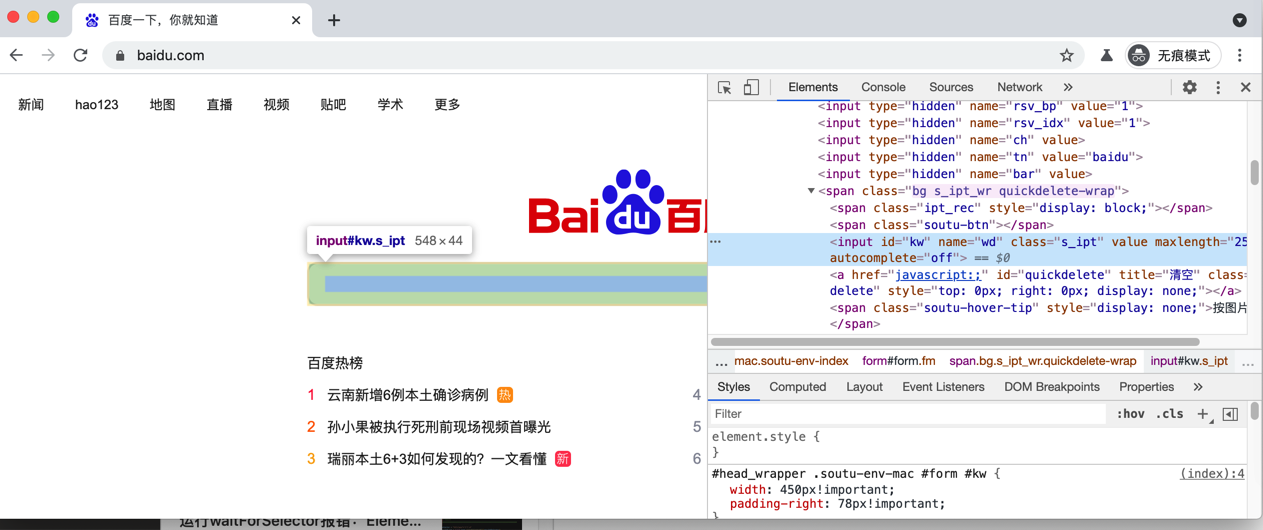 百度一下，你就知道
baidu.com
无痕模式
新闻 hao123 地图 直播 视频 贴吧 学术 更多
Bai du 百
input#kw.s_ipt 548 × 44
百度热榜
1 云南新增6例本土确诊病例 热 4
2 孙小果被执行死刑前现场视频首曝光 5
3 瑞丽本土6+3如何发现的？一文看懂 新 6
运行waitForSelector报错：Eleme...
Elements Console Sources Network »
<input type="hidden" name="rsv_bp" value="1">
<input type="hidden" name="rsv_idx" value="1">
<input type="hidden" name="ch" value>
<input type="hidden" name="tn" value="baidu">
<input type="hidden" name="bar" value>
▼<span class="bg s_ipt_wr quickdelete-wrap">
<span class="ipt_rec" style="display: block;"></span>
<span class="soutu-btn"></span>
… <input id="kw" name="wd" class="s_ipt" value maxlength="25
autocomplete="off"> == $0
<a href="javascript:;" id="quickdelete" title="清空" class=
delete" style="top: 0px; right: 0px; display: none;"></a>
<span class="soutu-hover-tip" style="display: none;">按图片
</span>
… mac.soutu-env-index form#form.fm span.bg.s_ipt_wr.quickdelete-wrap input#kw.s_ipt …
Styles Computed Layout Event Listeners DOM Breakpoints Properties »
Filter :hov .cls +
element.style {
}
#head_wrapper .soutu-env-mac #form #kw { (index):4
width: 450px!important;
padding-right: 78px!important;
}